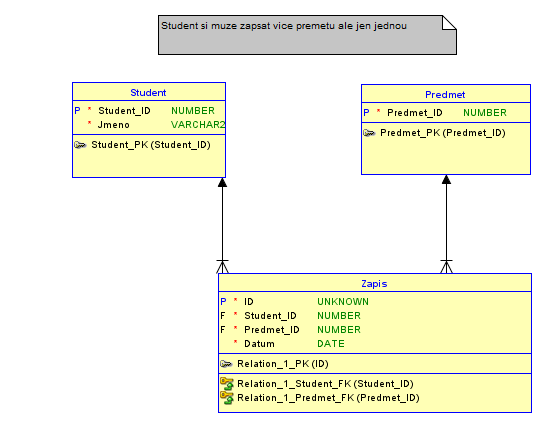 Student si muze zapsat vice premetu ale jen jednou
Student
P * Student_ID NUMBER
* Jmeno VARCHAR2
Student_PK (Student_ID)
Predmet
P * Predmet_ID NUMBER
Predmet_PK (Predmet_ID)
Zapis
P * ID UNKNOWN
F * Student_ID NUMBER
F * Predmet_ID NUMBER
* Datum DATE
Relation_1_PK (ID)
Relation_1_Student_FK (Student_ID)
Relation_1_Predmet_FK (Predmet_ID)